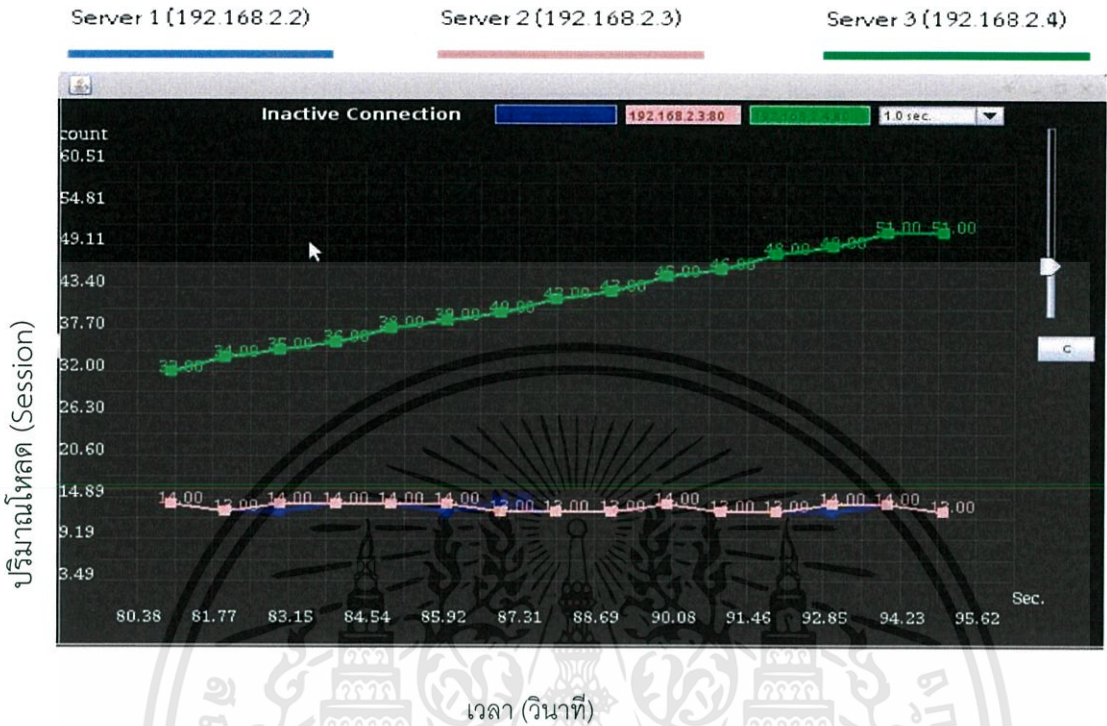 Server 1 (192.168.2.2) Server 2 (192.168.2.3) Server 3 (192.168.2.4)
Inactive Connection 192.168.2.3:80 1.0 sec.
count
60.51
54.81
49.11
43.40
37.70
32.00
26.30
20.60
14.89
9.19
3.49
33.00 34.00 35.00 36.00 38.00 39.00 40.00 42.00 43.00 45.00 46.00 48.00 49.00 51.00 51.00
14.00 13.00 14.00 14.00 14.00 14.00 13.00 13.00 13.00 14.00 13.00 13.00 14.00 14.00 13.00
C
Sec.
80.38 81.77 83.15 84.54 85.92 87.31 88.69 90.08 91.46 92.85 94.23 95.62
ปริมาณโหลด (Session)
เวลา (วินาที)